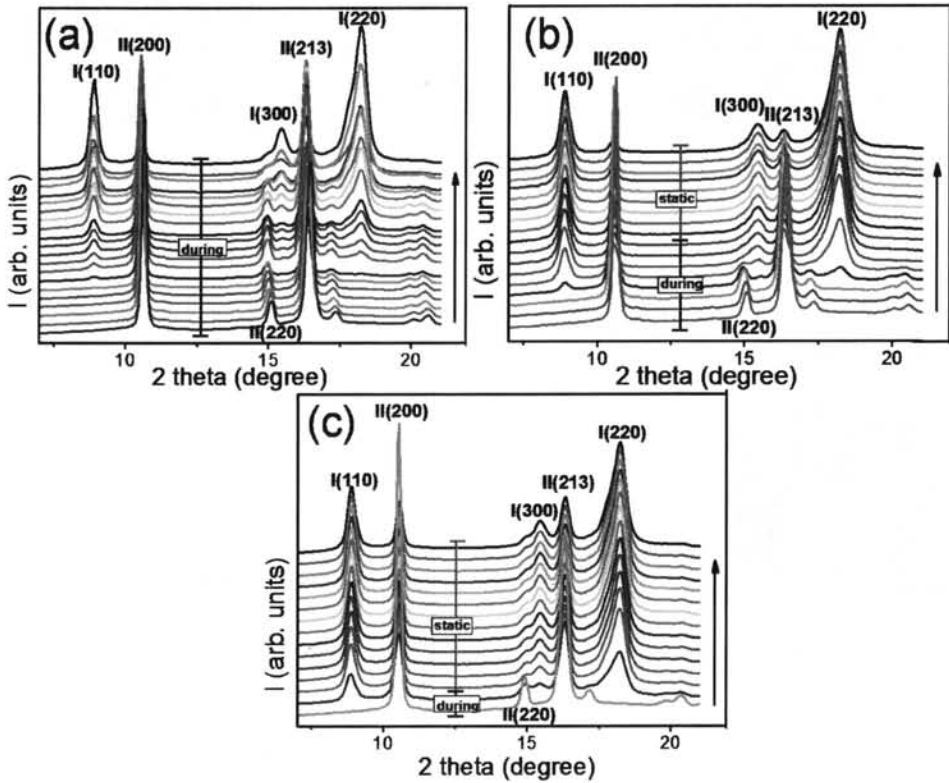 (a)
I(220)
II(200)
II(213)
I(110)
I(300)
during
II(220)
I (arb. units)
10
15
20
2 theta (degree)
(b)
I(220)
II(200)
I(110)
I(300)
II(213)
static
during
II(220)
I (arb. units)
10
15
20
2 theta (degree)
(c)
II(200)
I(220)
I(110)
II(213)
I(300)
static
during
II(220)
I (arb. units)
10
15
20
2 theta (degree)